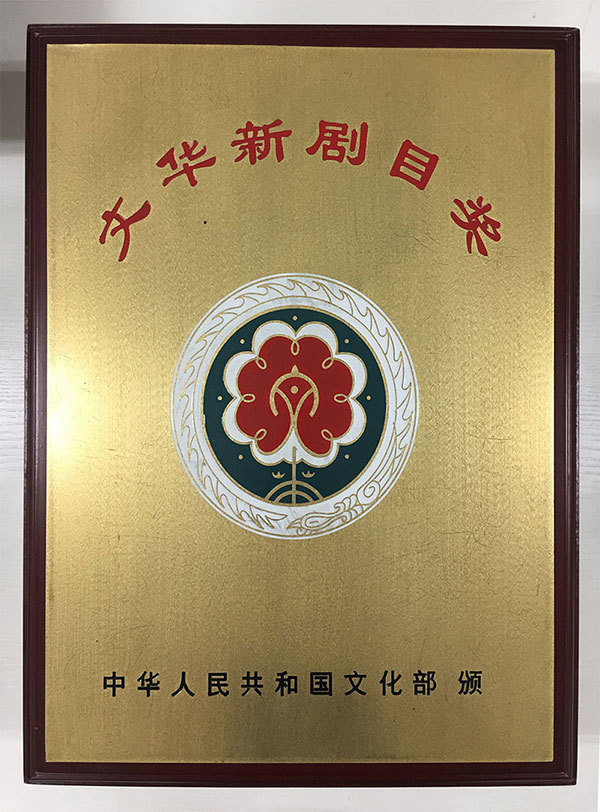 文华新剧目奖
中华人民共和国文化部 颁